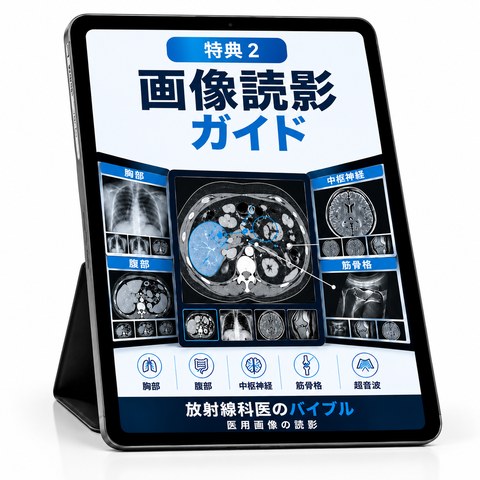 特典2
画像読影
ガイド
胸部
中枢神経
腹部
筋骨格
胸部
腹部
中枢神経
筋骨格
超音波
放射線科医のバイブル
医用画像の読影